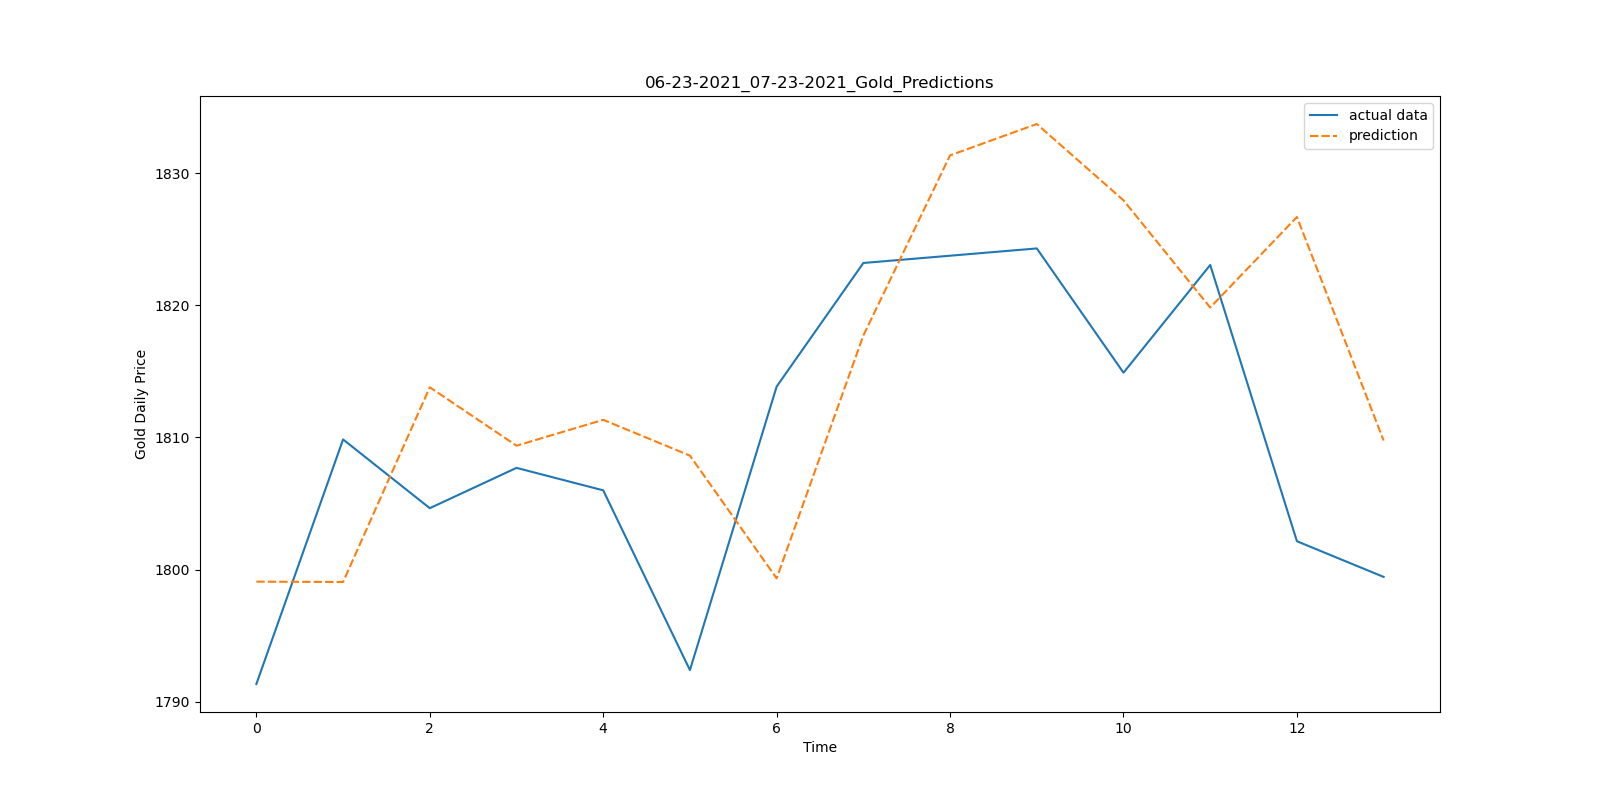 06-23-2021_07-23-2021_Gold_Predictions
actual data
prediction
Gold Daily Price
1830
1820
1810
1800
1790
0 2 4 6 8 10 12
Time